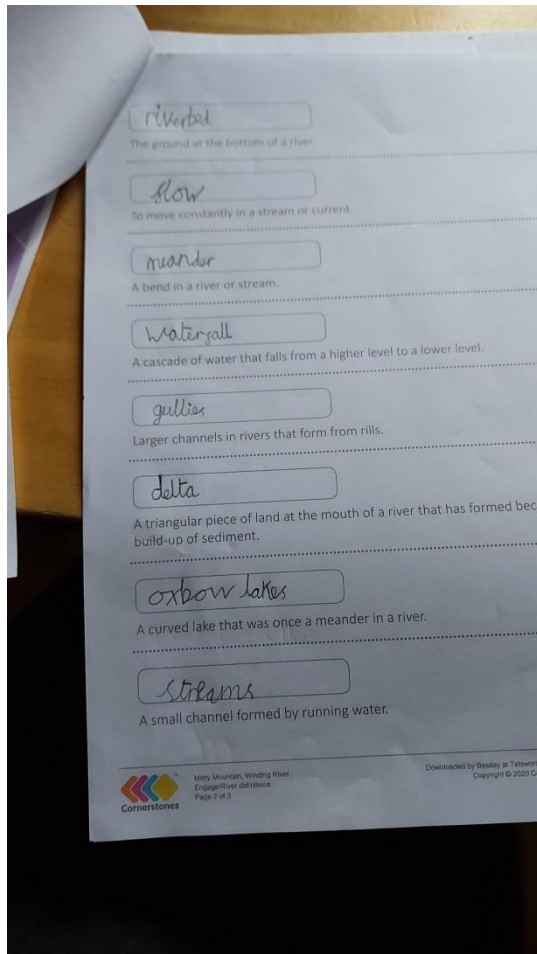 riverbed
The ground at the bottom of a river
flow
To move constantly in a stream or current.
meander
A bend in a river or stream.
Waterfall
A cascade of water that falls from a higher level to a lower level.
gullies
Larger channels in rivers that form from rills.
delta
A triangular piece of land at the mouth of a river that has formed bec
build-up of sediment.
oxbow lakes
A curved lake that was once a meander in a river.
streams
A small channel formed by running water.
Cornerstones
Misty Mountain, Winding River
Engage/River definitions
Page 2 of 3
Downloaded by Bestley at
Copyright © 2020 C